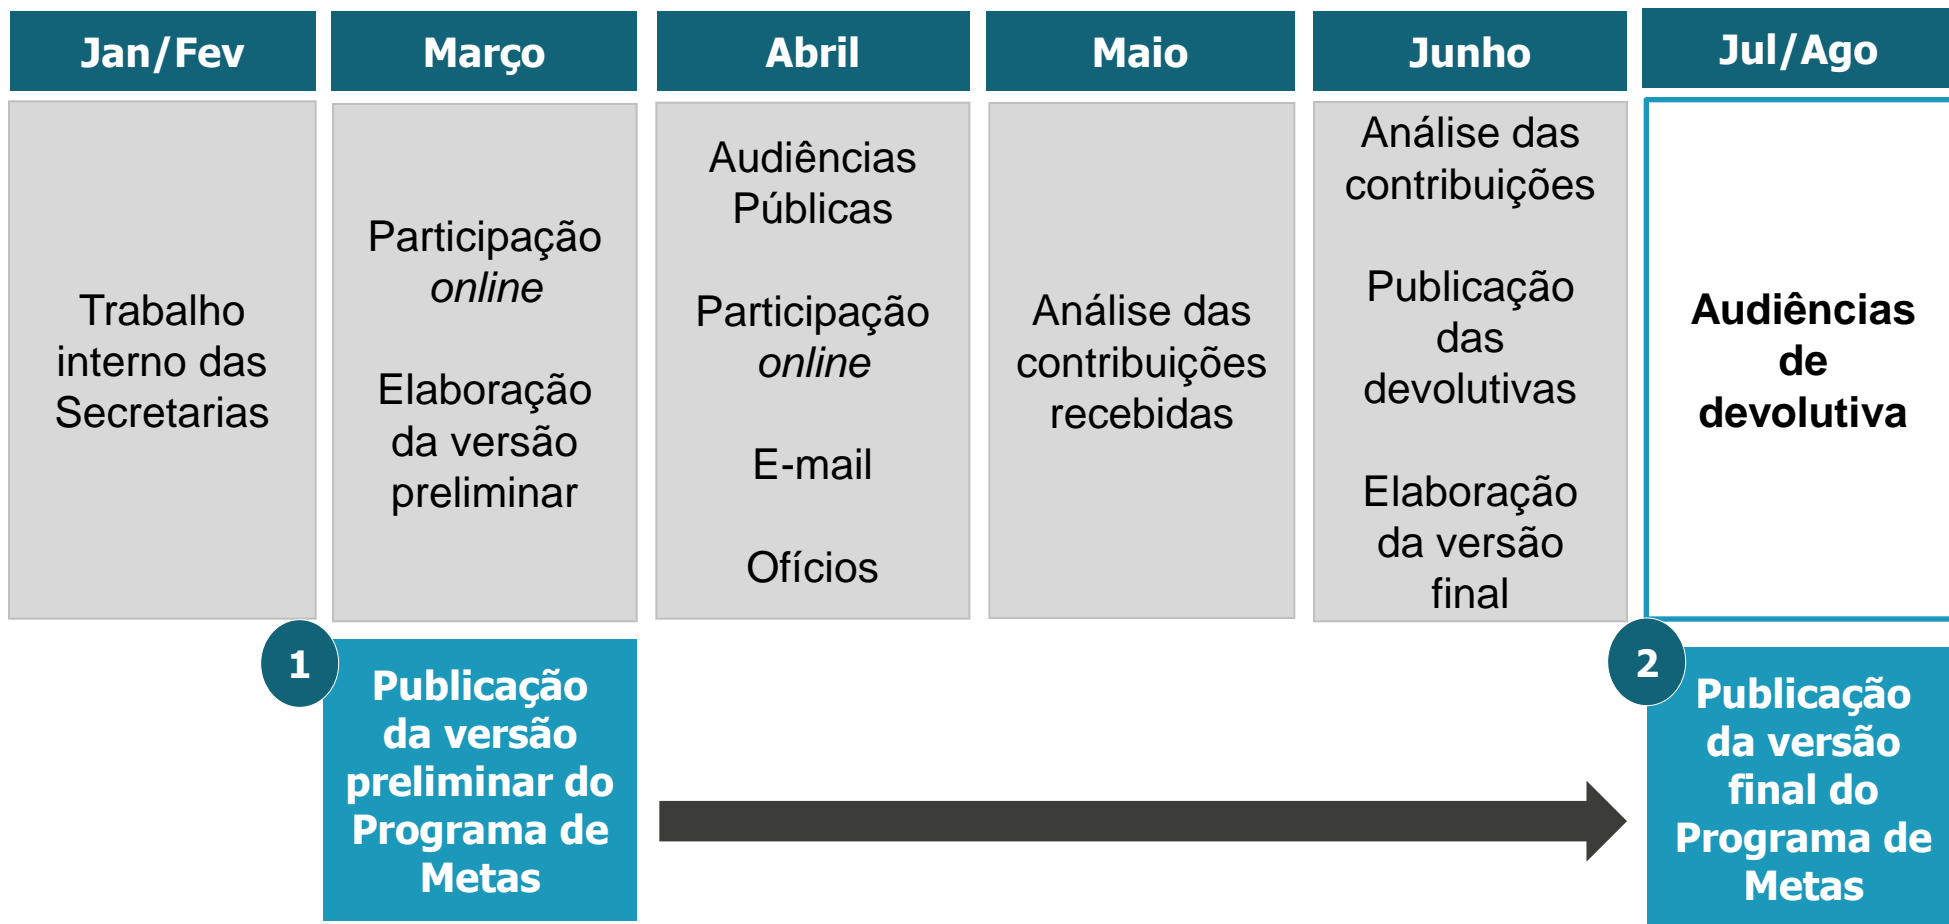 Jan/Fev
Março
Abril
Maio
Junho
Jul/Ago
Trabalho
interno das
Secretarias
Participação
online
Elaboração
da versão
preliminar
Audiências
Públicas
Participação
online
E-mail
Ofícios
Análise das
contribuições
recebidas
Análise das
contribuições
Publicação
das
devolutivas
Elaboração
da versão
final
Audiências
de
devolutiva
1
Publicação
da versão
preliminar do
Programa de
Metas
2
Publicação
da versão
final do
Programa de
Metas